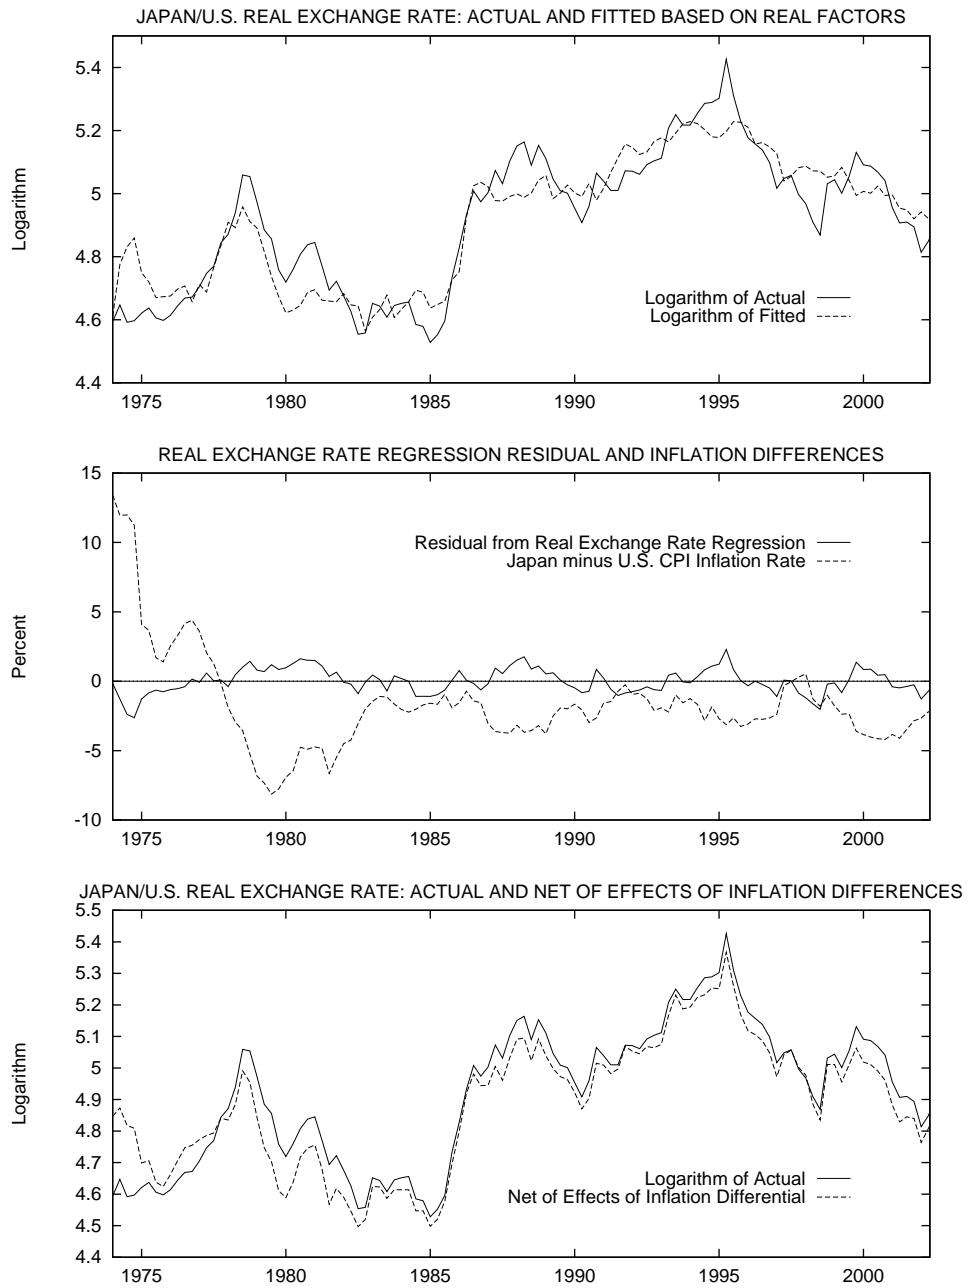 JAPAN/U.S. REAL EXCHANGE RATE: ACTUAL AND FITTED BASED ON REAL FACTORS
5.4
5.2
5
4.8
4.6
4.4
Logarithm
Logarithm of Actual
Logarithm of Fitted
1975 1980 1985 1990 1995 2000
REAL EXCHANGE RATE REGRESSION RESIDUAL AND INFLATION DIFFERENCES
15
10
5
0
-5
-10
Percent
Residual from Real Exchange Rate Regression
Japan minus U.S. CPI Inflation Rate
1975 1980 1985 1990 1995 2000
JAPAN/U.S. REAL EXCHANGE RATE: ACTUAL AND NET OF EFFECTS OF INFLATION DIFFERENCES
5.5
5.4
5.3
5.2
5.1
5
4.9
4.8
4.7
4.6
4.5
4.4
Logarithm
Logarithm of Actual
Net of Effects of Inflation Differential
1975 1980 1985 1990 1995 2000